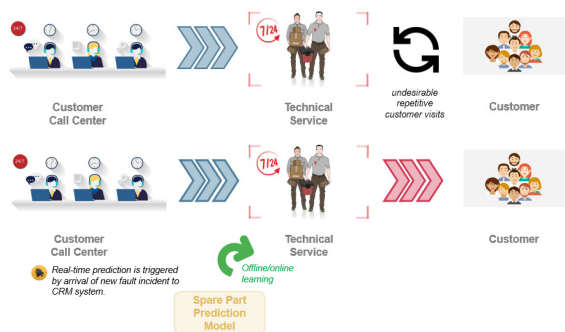 24/7
7/24
undesirable
repetitive
customer visits
Customer
Call Center
Technical
Service
Customer
24/7
7/24
Customer
Call Center
Technical
Service
Customer
Real-time prediction is triggered
by arrival of new fault incident to
CRM system.
Offline/online
learning
Spare Part
Prediction
Model